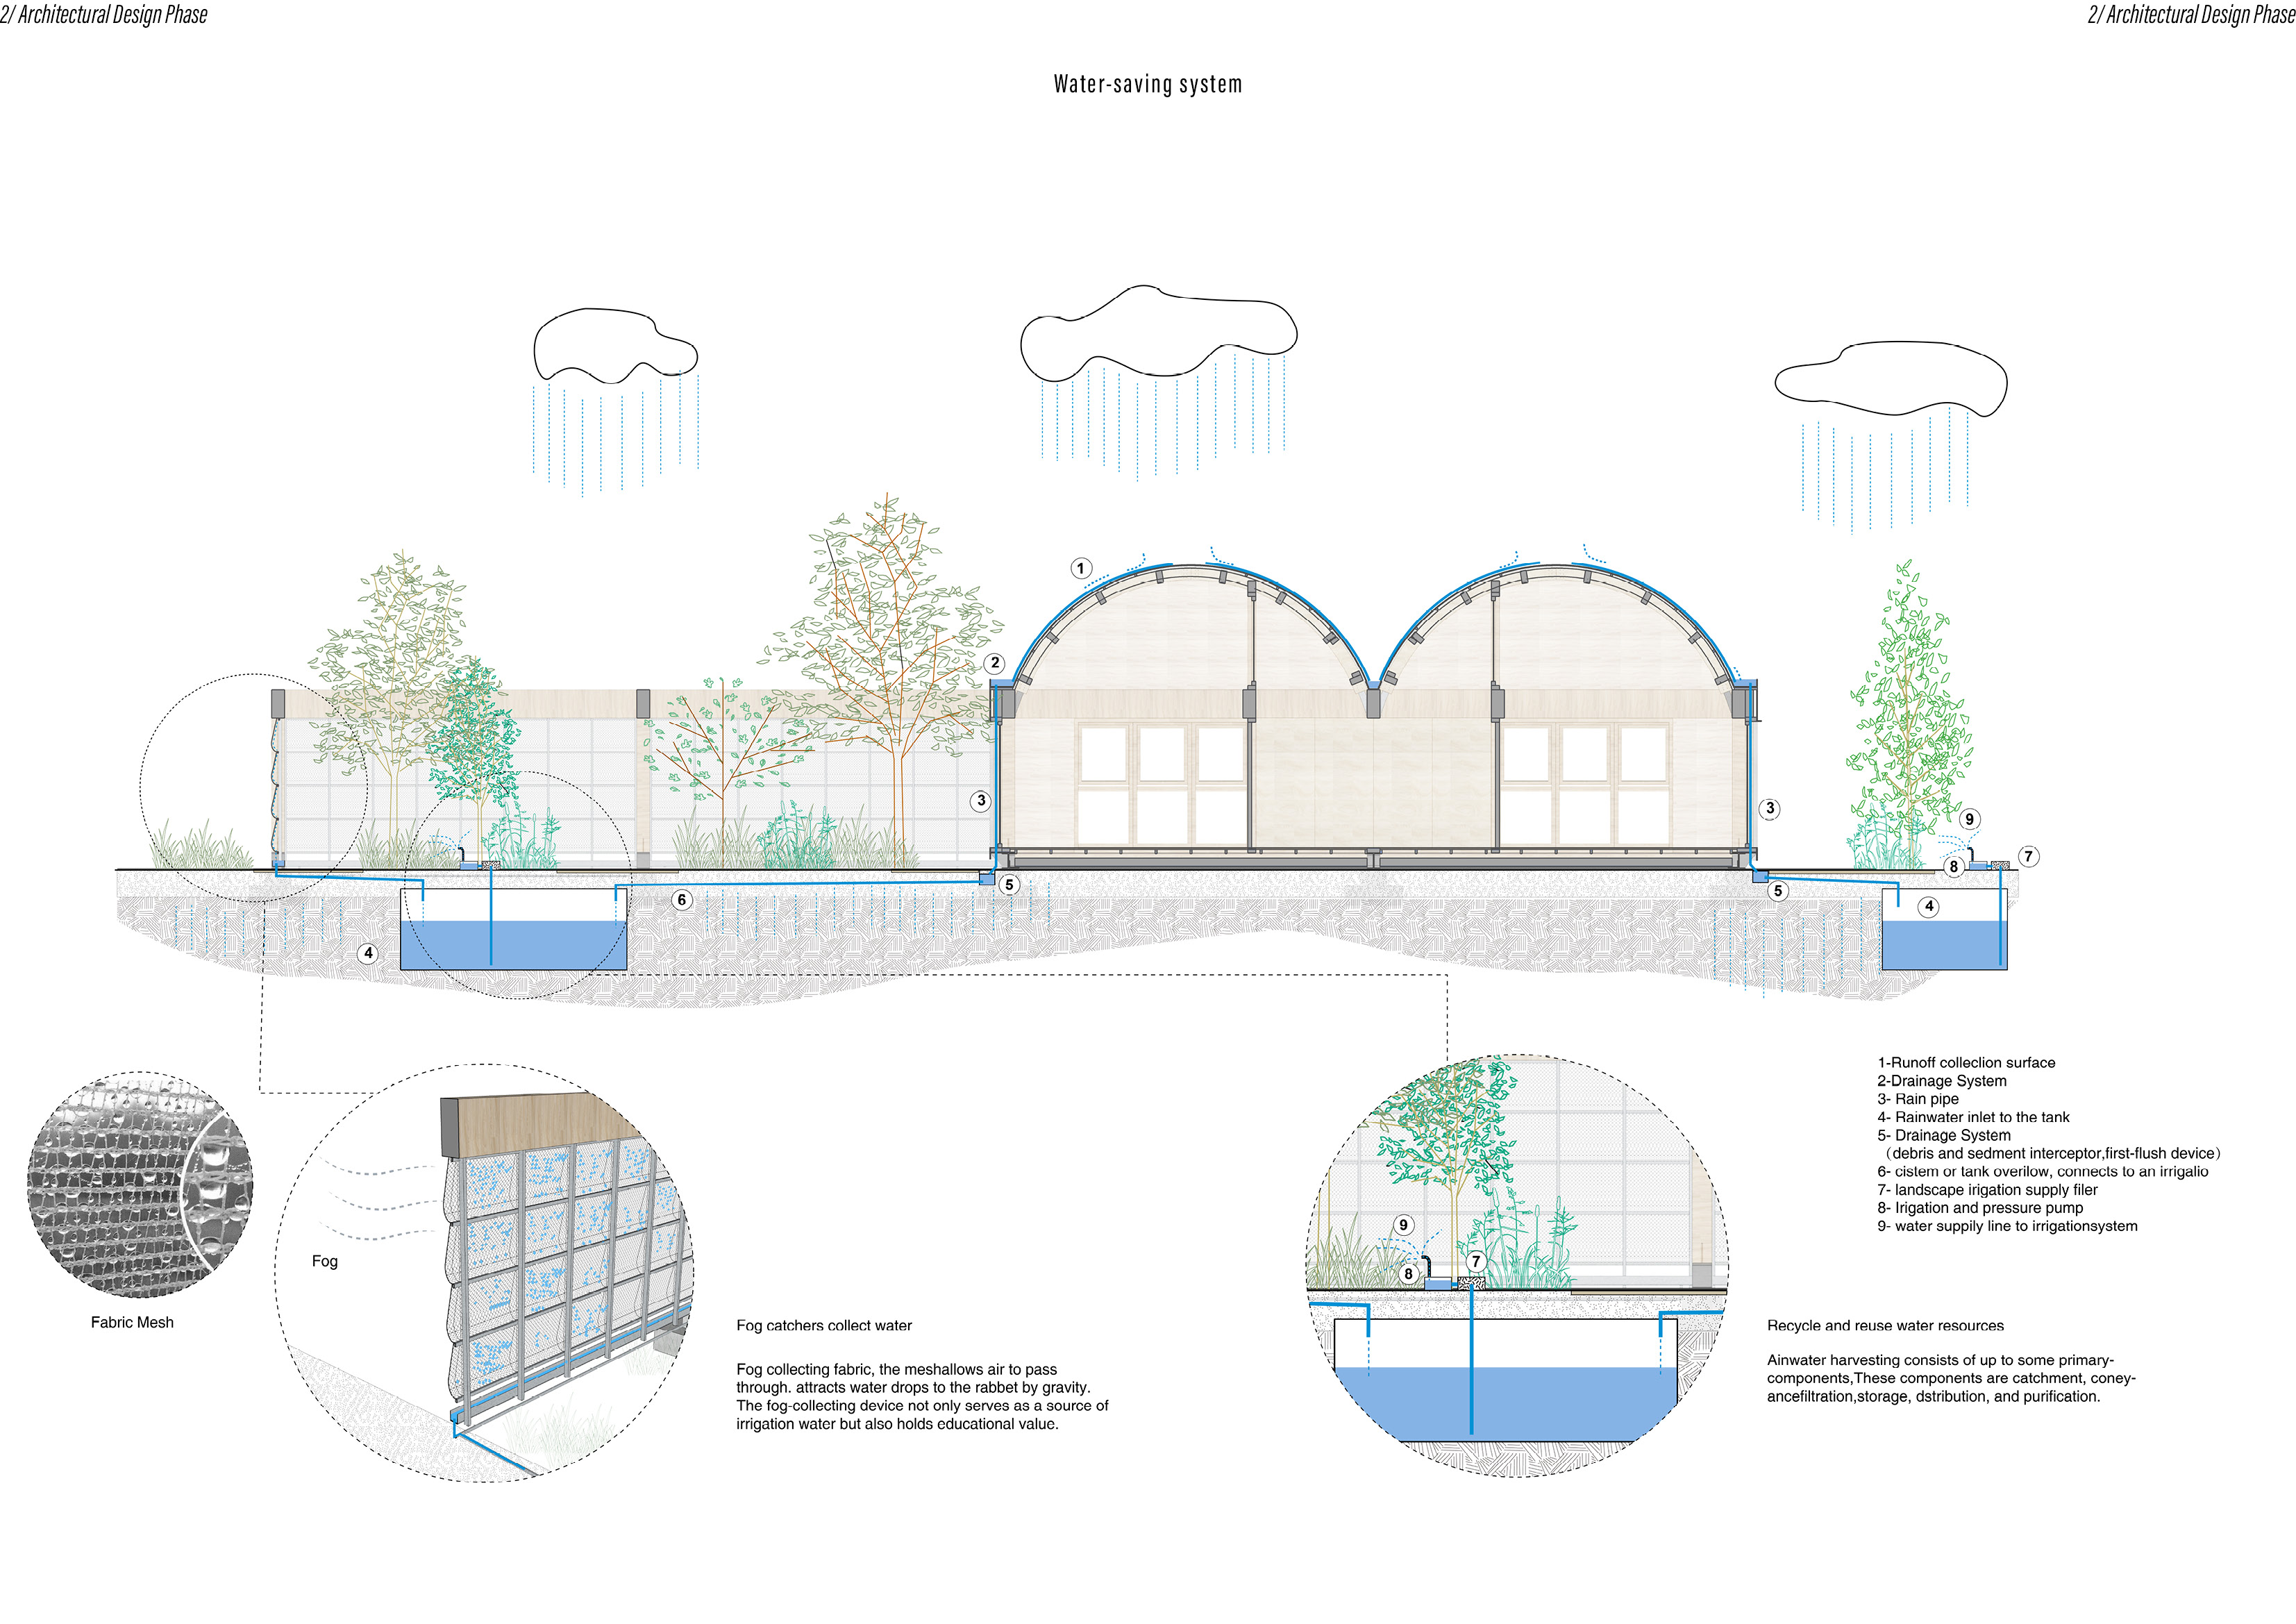 2/ Architectural Design Phase
2/ Architectural Design Phase
Water-saving system
1
2
3
3
9
7
8
5
6
5
4
4
1-Runoff colleclion surface
2-Drainage System
3- Rain pipe
4- Rainwater inlet to the tank
5- Drainage System
（debris and sedment interceptor,first-flush device）
6- cistem or tank overilow, connects to an irrigalio
7- landscape irigation supply filer
8- Irigation and pressure pump
9- water suppily line to irrigationsystem
9
7
8
Fog
Fabric Mesh
Fog catchers collect water
Fog collecting fabric, the meshallows air to pass
through. attracts water drops to the rabbet by gravity.
The fog-collecting device not only serves as a source of
irrigation water but also holds educational value.
Recycle and reuse water resources
Ainwater harvesting consists of up to some primary-
components,These components are catchment, coney-
ancefiltration,storage, dstribution, and purification.